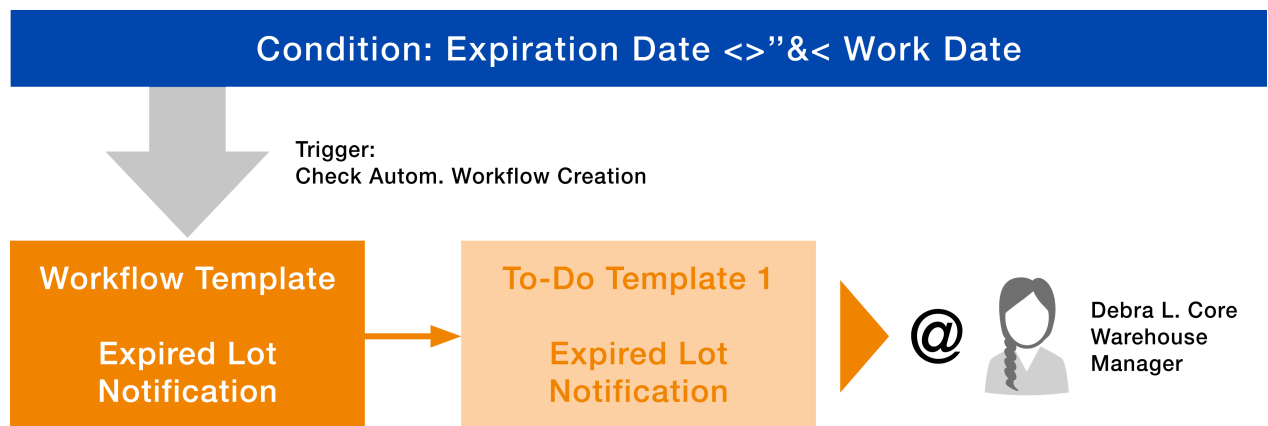 Condition: Expiration Date <>”&< Work Date
Trigger:
Check Autom. Workflow Creation
Workflow Template
Expired Lot
Notification
To-Do Template 1
Expired Lot
Notification
@
Debra L. Core
Warehouse
Manager